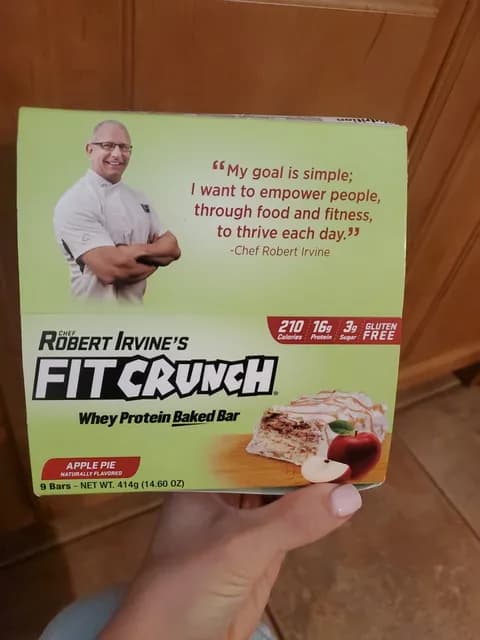 Nutrition
“My goal is simple;
I want to empower people,
through food and fitness,
to thrive each day.”
-Chef Robert Irvine
CHEF
ROBERT IRVINE'S
FITCRUNCH®
Whey Protein Baked Bar
210 Calories 16g Protein 3g Sugar GLUTEN FREE
APPLE PIE
NATURALLY FLAVORED
9 Bars - NET WT. 414g (14.60 OZ)